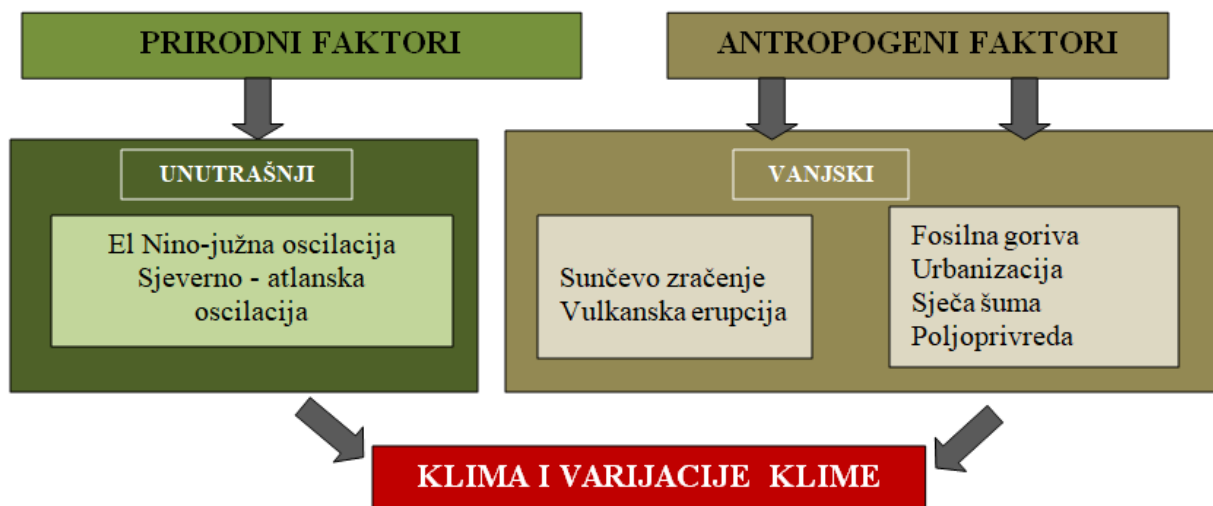 PRIRODNI FAKTORI
ANTROPOGENI FAKTORI
UNUTRAŠNJI
El Nino-južna oscilacija
Sjeverno - atlanska
oscilacija
VANJSKI
Sunčevo zračenje
Vulkanska erupcija
Fosilna goriva
Urbanizacija
Sječa šuma
Poljoprivreda
KLIMA I VARIJACIJE KLIME